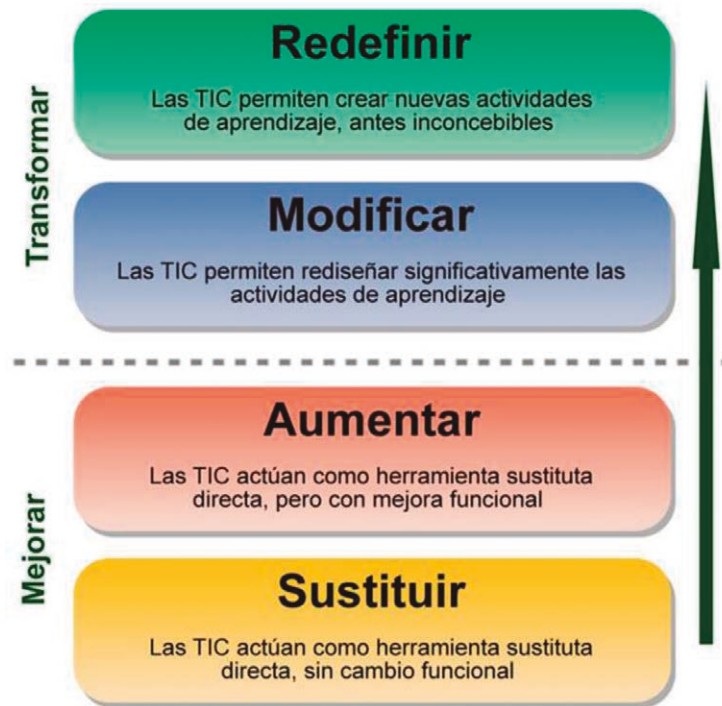 Transformar
Redefinir
Las TIC permiten crear nuevas actividades
de aprendizaje, antes inconcebibles
Modificar
Las TIC permiten rediseñar significativamente las
actividades de aprendizaje
Mejorar
Aumentar
Las TIC actúan como herramienta sustituta
directa, pero con mejora funcional
Sustituir
Las TIC actúan como herramienta sustituta
directa, sin cambio funcional